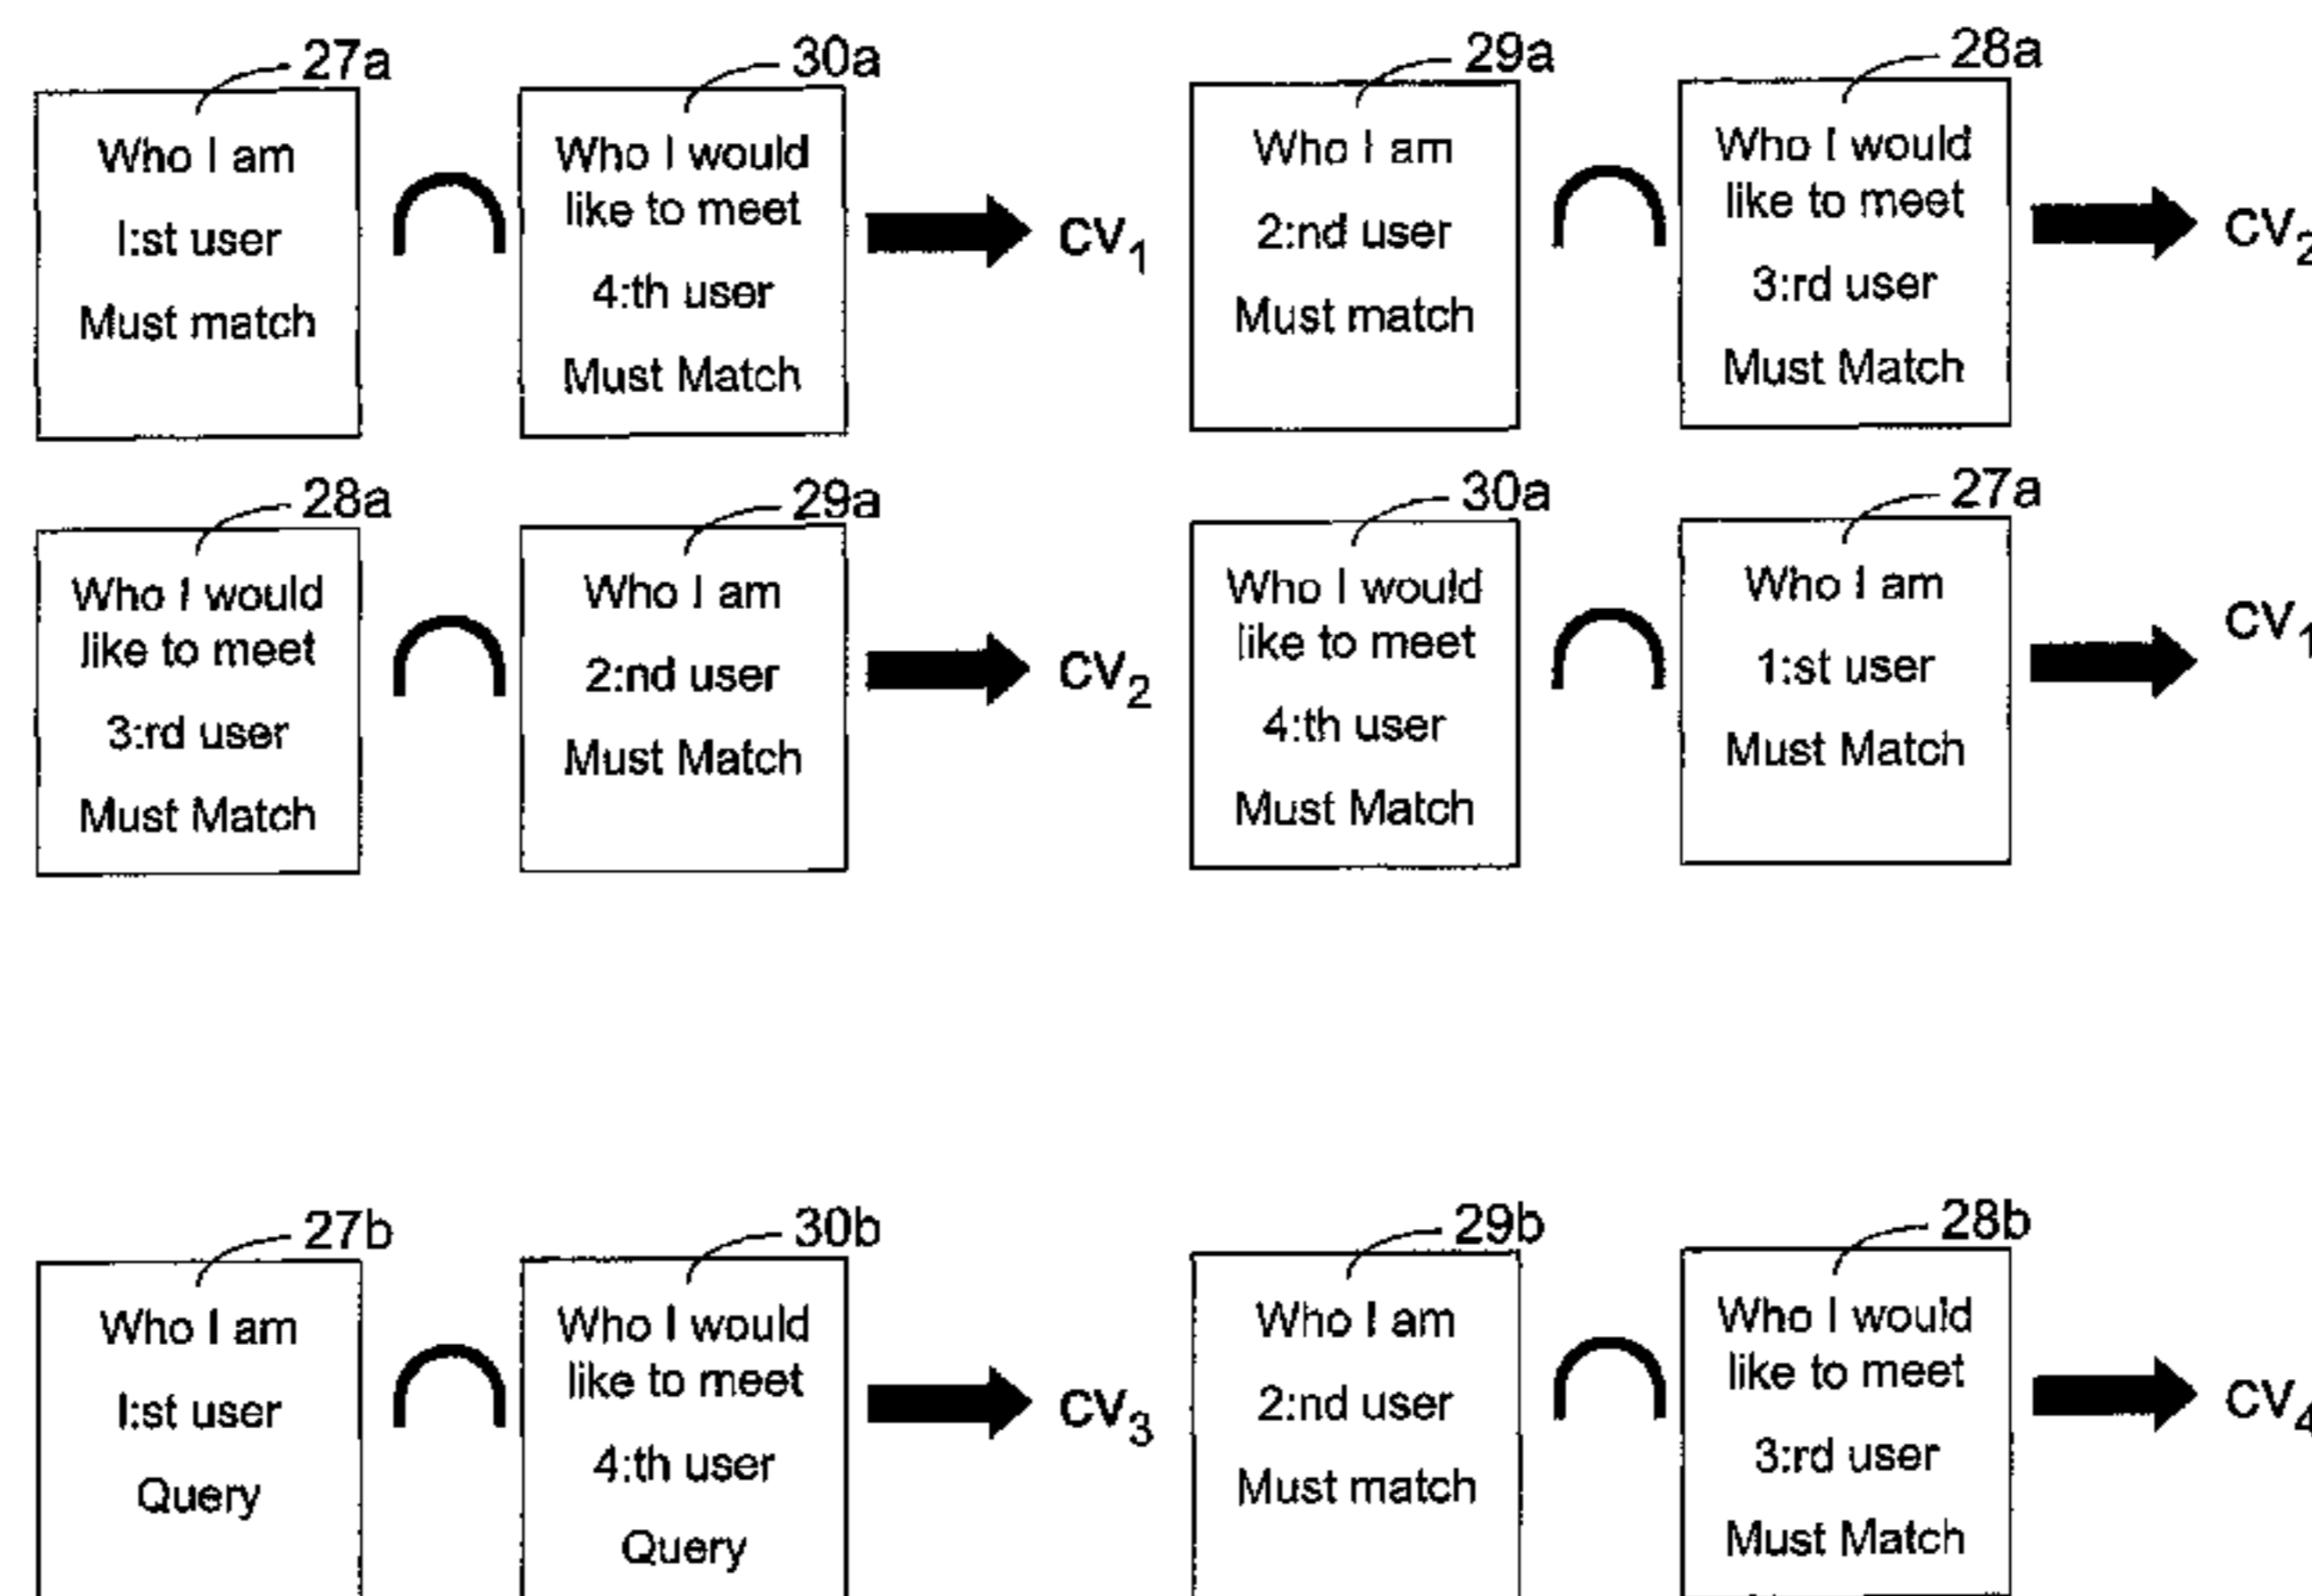 27a
Who I am
I:st user
Must match
30a
Who I would
like to meet
4:th user
Must Match
CV1
29a
Who I am
2:nd user
Must match
28a
Who I would
like to meet
3:rd user
Must Match
CV2
28a
Who I would
like to meet
3:rd user
Must Match
29a
Who I am
2:nd user
Must Match
CV2
30a
Who I would
like to meet
4:th user
Must Match
27a
Who I am
1:st user
Must Match
CV1
27b
Who I am
I:st user
Query
30b
Who I would
like to meet
4:th user
Query
CV3
29b
Who I am
2:nd user
Must match
28b
Who I would
like to meet
3:rd user
Must Match
CV4